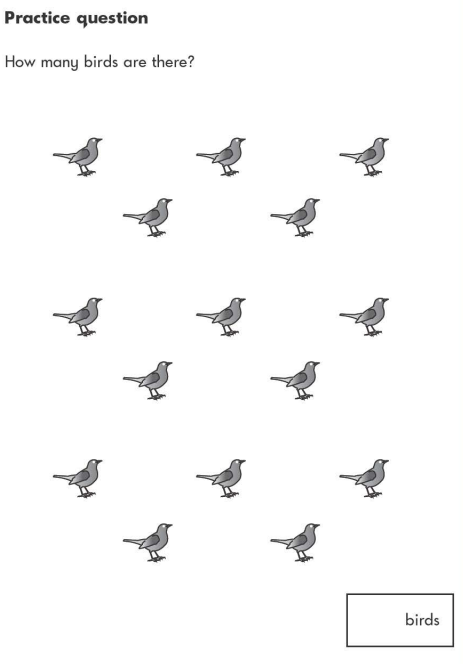 Practice question
How many birds are there?
birds